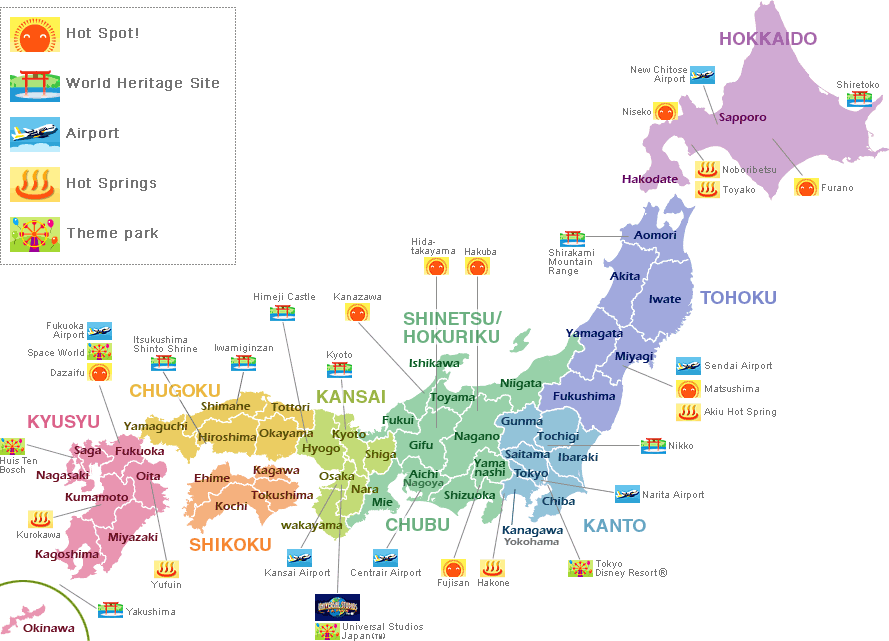 Hot Spot!
World Heritage Site
Airport
Hot Springs
Theme park
HOKKAIDO
New Chitose
Airport
Shiretoko
Niseko
Sapporo
Noboribetsu
Toyako
Furano
Hakodate
Shirakami
Mountain
Range
Aomori
Akita
Iwate
TOHOKU
Yamagata
Miyagi
Fukushima
Sendai Airport
Matsushima
Akiu Hot Spring
Hida-
takayama
Hakuba
Himeji Castle
Kanazawa
SHINETSU/
HOKURIKU
Ishikawa
Toyama
Niigata
Fukuoka
Airport
Space World
Dazaifu
Itsukushima
Shinto Shrine
Iwamiginzan
Kyoto
CHUGOKU
KANSAI
KYUSYU
Shimane
Tottori
Yamaguchi
Hiroshima
Okayama
Hyogo
Kyoto
Shiga
Fukui
Gifu
Nagano
Gunma
Tochigi
Saitama
Ibaraki
Nikko
Huis Ten
Bosch
Saga
Fukuoka
Nagasaki
Oita
Kumamoto
Kurokawa
Miyazaki
Kagoshima
Yufuin
Ehime
Kagawa
Kochi
Tokushima
SHIKOKU
Osaka
Nara
Mie
wakayama
Aichi
Nagoya
Yama
nashi
Shizuoka
CHUBU
Tokyo
Chiba
Narita Airport
Kanagawa
Yokohama
KANTO
Kansai Airport
Centrair Airport
Fujisan
Hakone
Tokyo
Disney Resort®
UNIVERSAL STUDIOS
Universal Studios
Japan(TM)
Yakushima
Okinawa